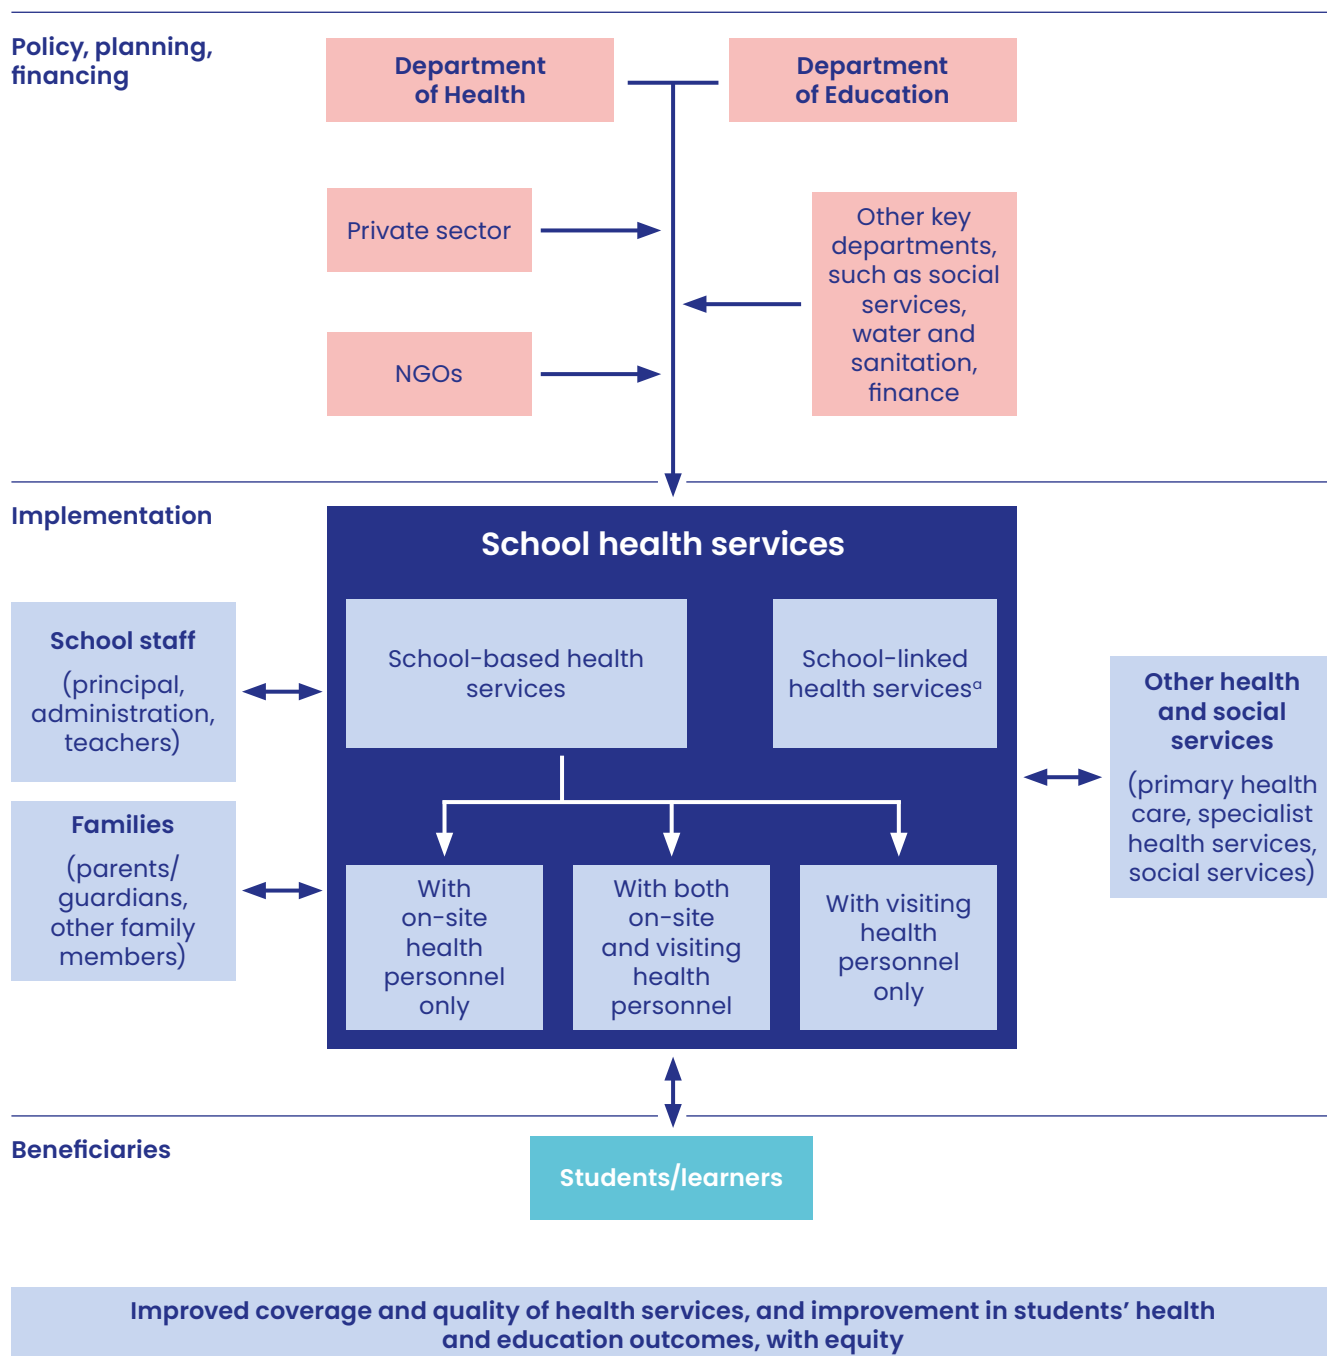 Policy, planning,
financing
Department
of Health
Department
of Education
Private sector
Other key
departments,
such as social
services,
water and
sanitation,
finance
NGOs
Implementation
School health services
School staff
(principal,
administration,
teachers)
Families
(parents/
guardians,
other family
members)
School-based health
services
School-linked
health servicesᵃ
With
on-site
health
personnel
only
With both
on-site
and visiting
health
personnel
With visiting
health
personnel
only
Other health
and social
services
(primary health
care, specialist
health services,
social services)
Beneficiaries
Students/learners
Improved coverage and quality of health services, and improvement in students’ health
and education outcomes, with equity